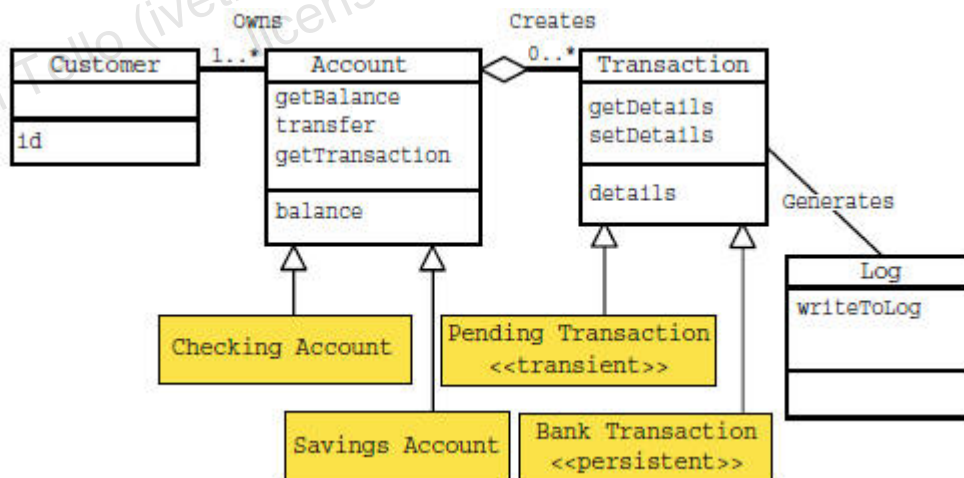 Owns
Creates
Customer
1..*
Account
0..*
Transaction
id
getBalance
transfer
getTransaction
balance
getDetails
setDetails
details
Generates
Log
writeToLog
Checking Account
Pending Transaction
<<transient>>
Savings Account
Bank Transaction
<<persistent>>